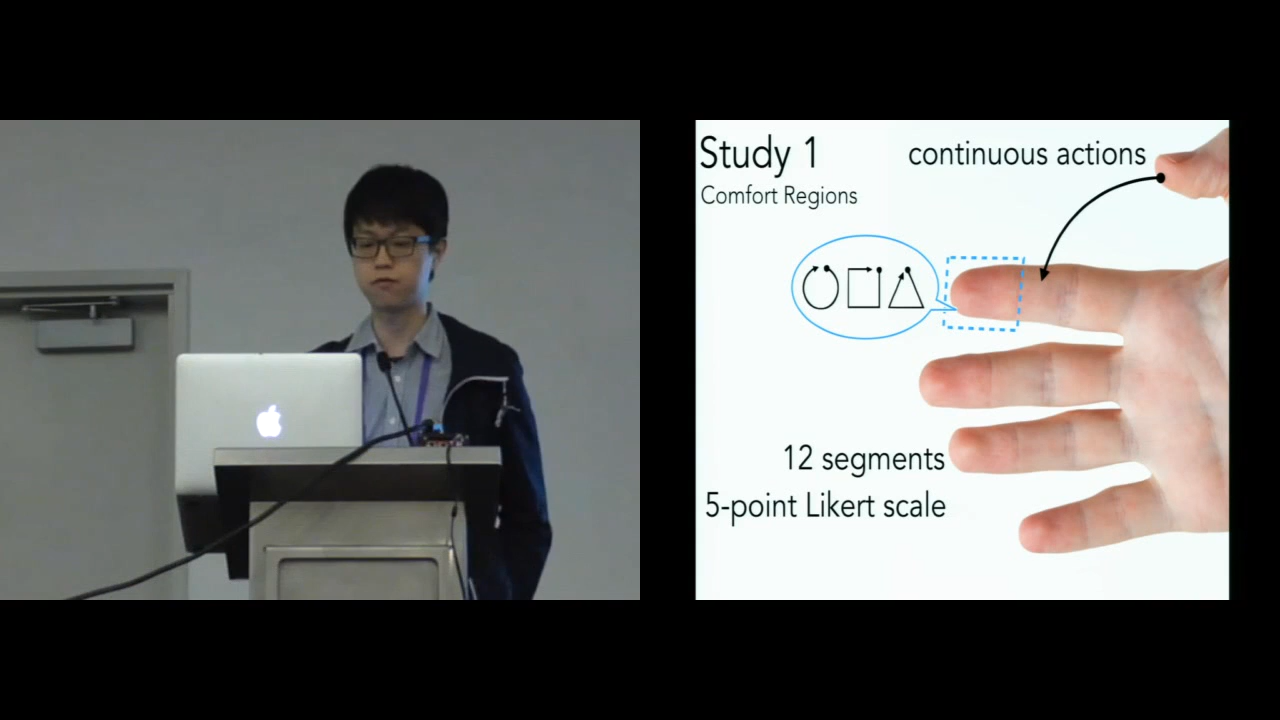 Study 1
continuous actions
Comfort Regions
12 segments
5-point Likert scale